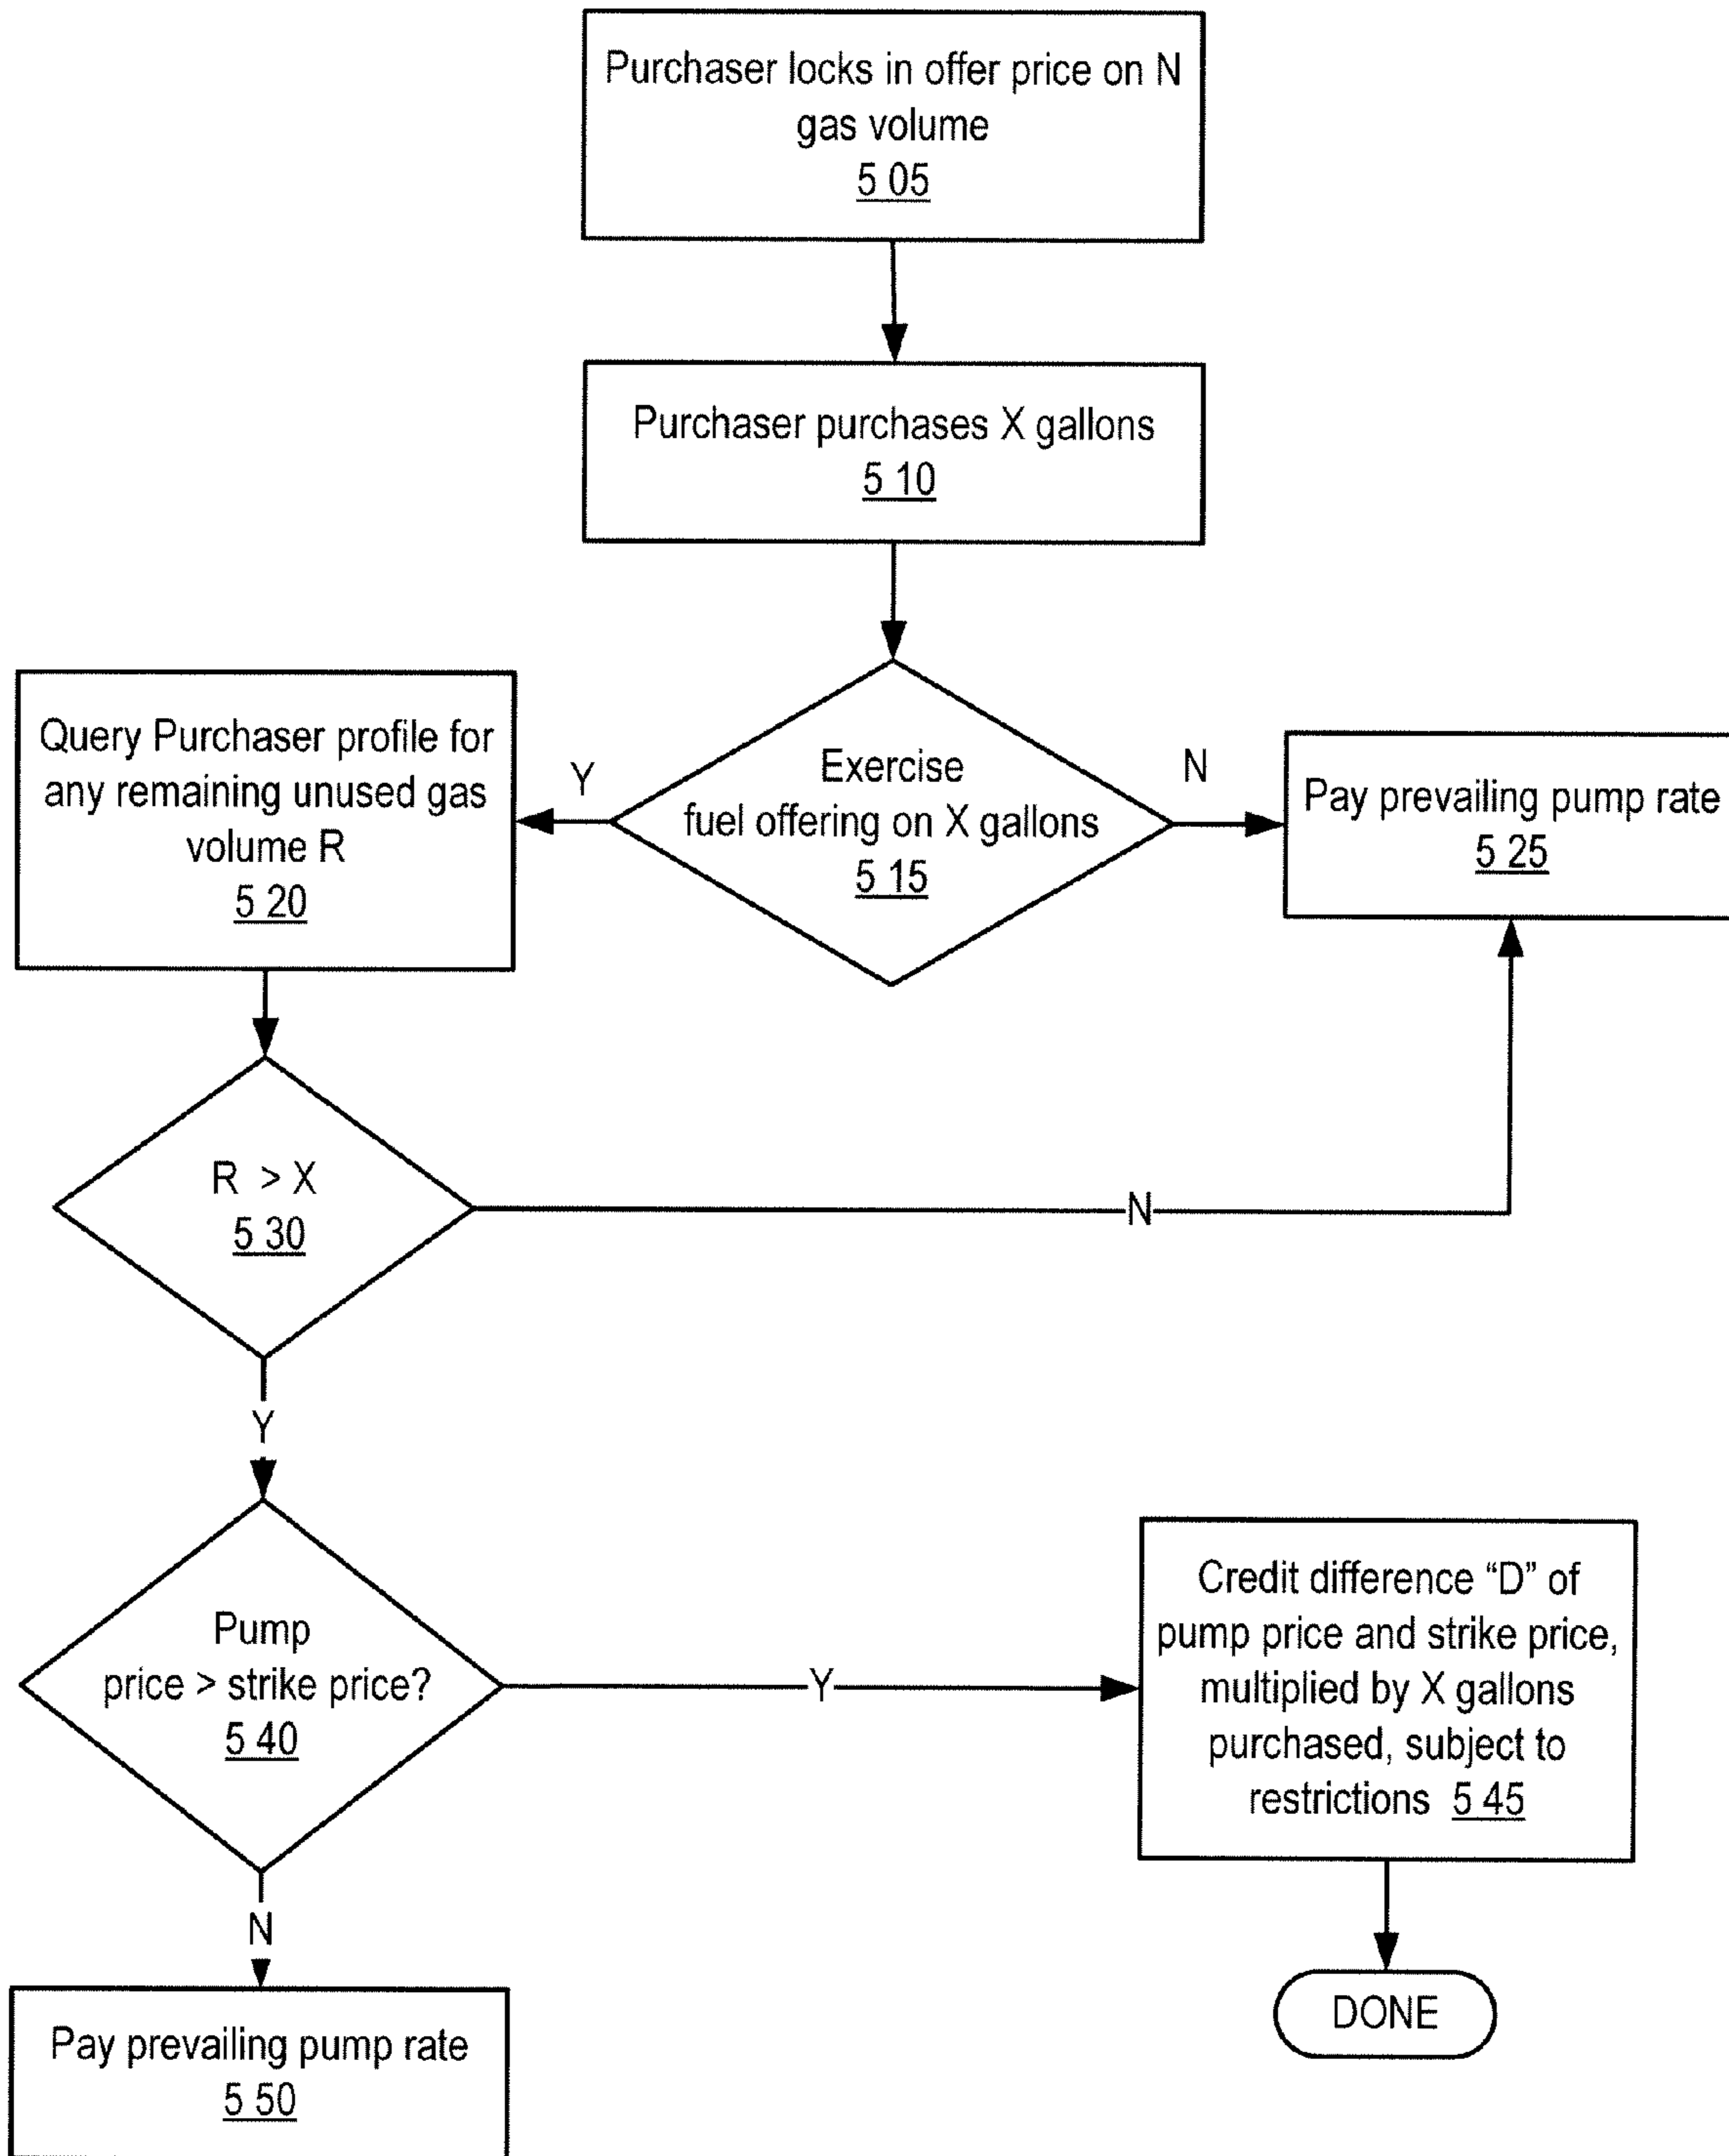 Purchaser locks in offer price on N
gas volume
5 05
Purchaser purchases X gallons
5 10
Query Purchaser profile for
any remaining unused gas
volume R
5 20
Y
Exercise
fuel offering on X gallons
5 15
N
Pay prevailing pump rate
5 25
R > X
5 30
N
Y
Pump
price > strike price?
5 40
Y
Credit difference “D” of
pump price and strike price,
multiplied by X gallons
purchased, subject to
restrictions 5 45
N
DONE
Pay prevailing pump rate
5 50